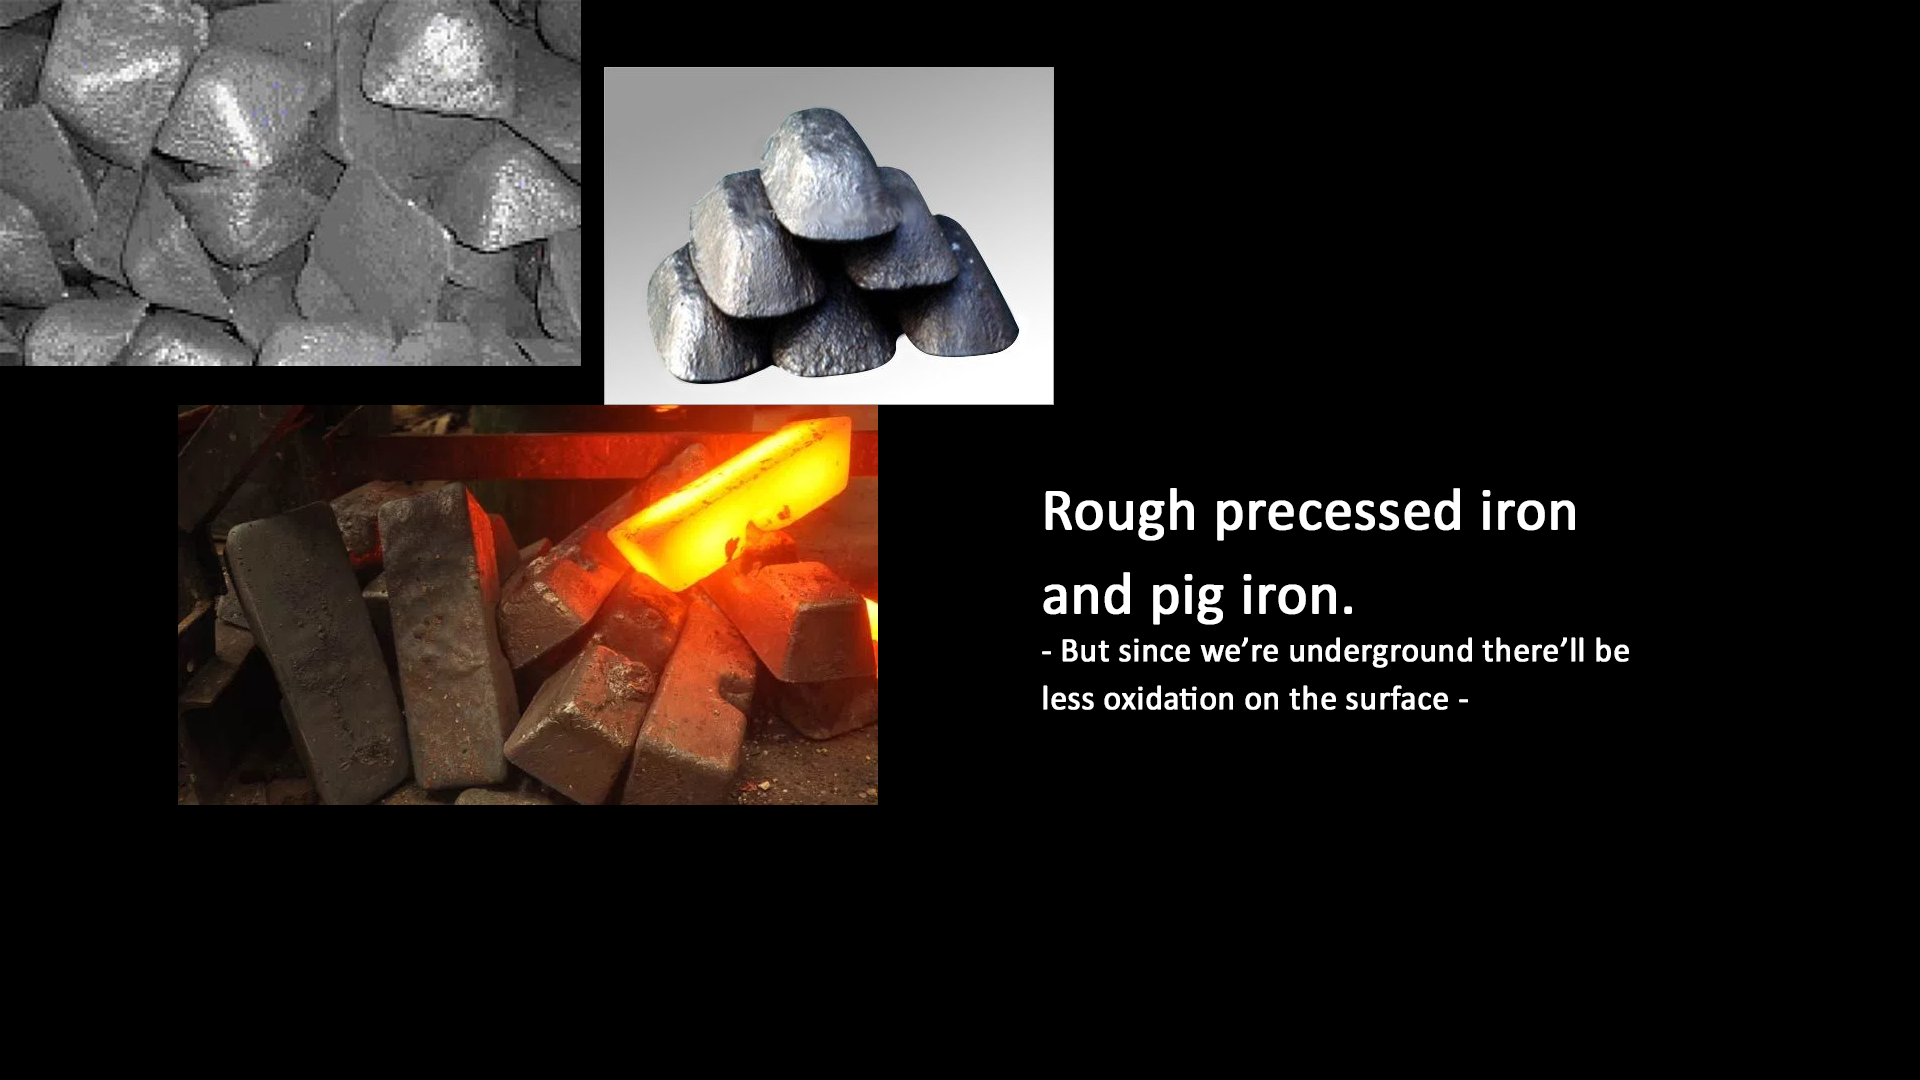 Rough precessed iron
and pig iron.
- But since we’re underground there’ll be
less oxidation on the surface -